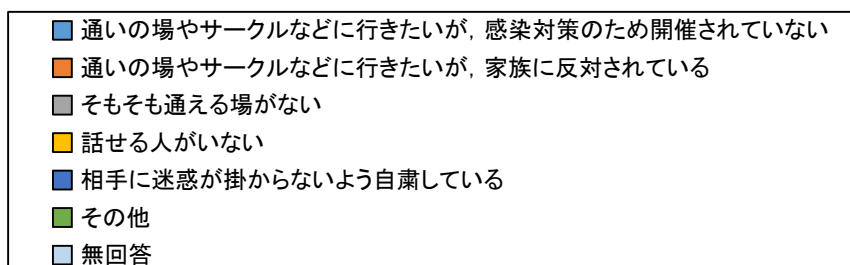 通いの場やサークルなどに行きたいが，感染対策のため開催されていない
通いの場やサークルなどに行きたいが，家族に反対されている
そもそも通える場がない
話せる人がいない
相手に迷惑が掛からないよう自粛している
その他
無回答